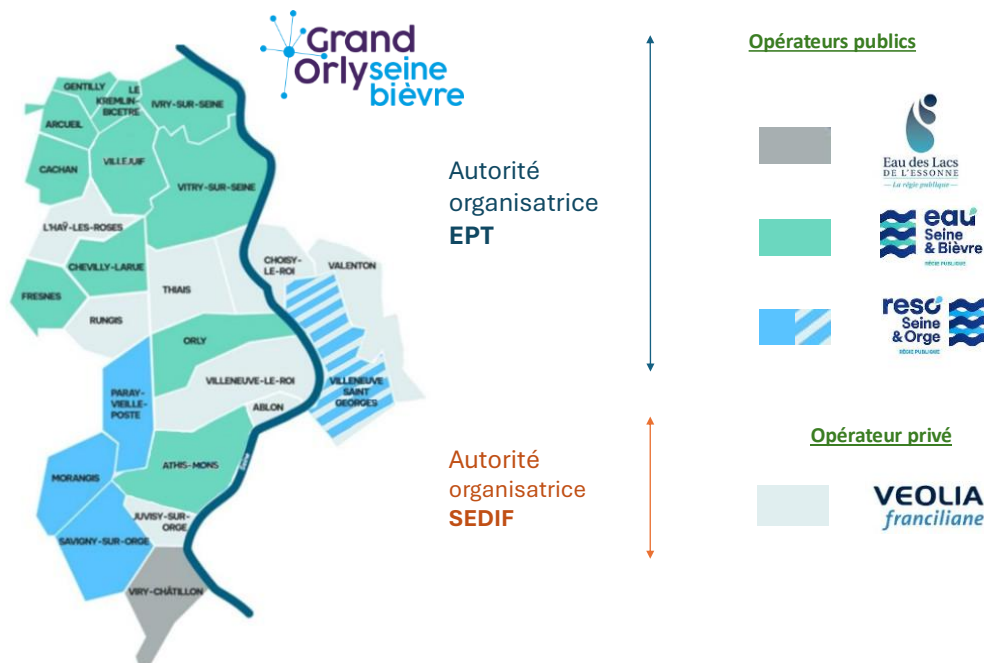 Grand
Orly seine
bièvre
GENTILLY
LE
KREMLIN-
BICETRE
IVRY-SUR-SEINE
ARCUEIL
CACHAN
VILLEJUIF
VITRY-SUR-SEINE
L'HAŸ-LES-ROSES
CHEVILLY-LARUE
CHOISY-
LE-ROI
VALENTON
FRESNES
THIAIS
RUNGIS
ORLY
VILLENEUVE-LE-ROI
VILLENEUVE
SAINT
GEORGES
PARAY-
VIEILLE-
POSTE
ABLON
ATHIS-MONS
Seine
MORANGIS
JUVISY-SUR-
ORGE
SAVIGNY-SUR-ORGE
VIRY-CHÂTILLON
Autorité
organisatrice
EPT
Autorité
organisatrice
SEDIF
Opérateurs publics
Eau des Lacs
DE L'ESSONNE
La régie publique
eau
Seine
& Bièvre
RÉGIE PUBLIQUE
resó
Seine
& Orge
RÉGIE PUBLIQUE
Opérateur privé
VEOLIA
franciliane